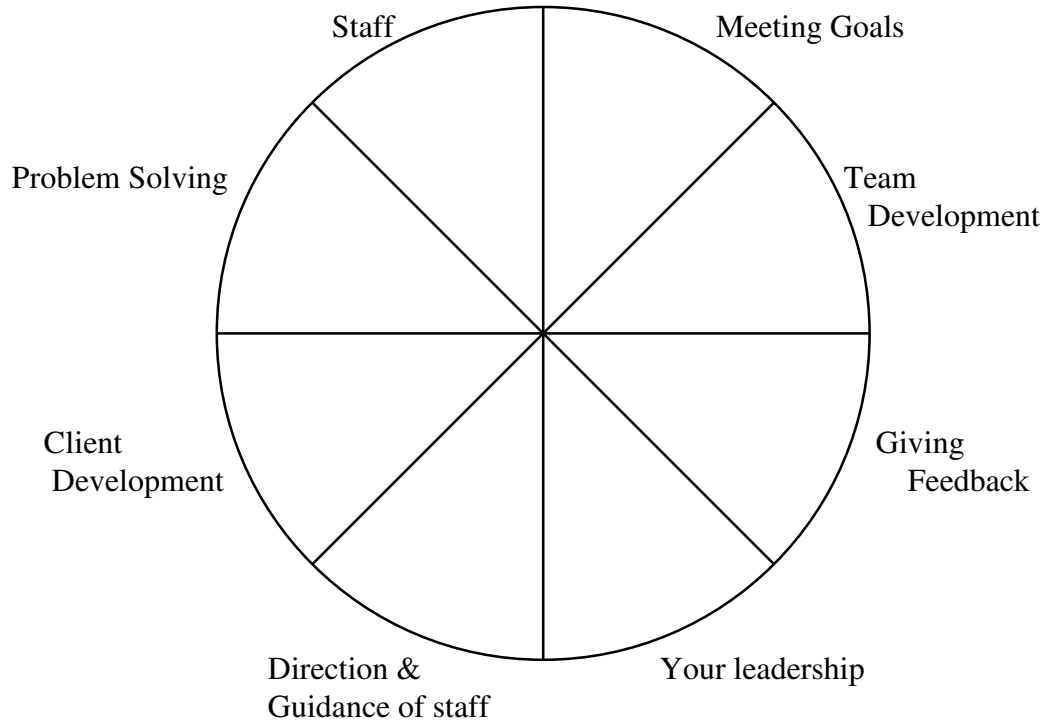 Staff
Meeting Goals
Problem Solving
Team
Development
Client
Development
Giving
Feedback
Direction &
Guidance of staff
Your leadership